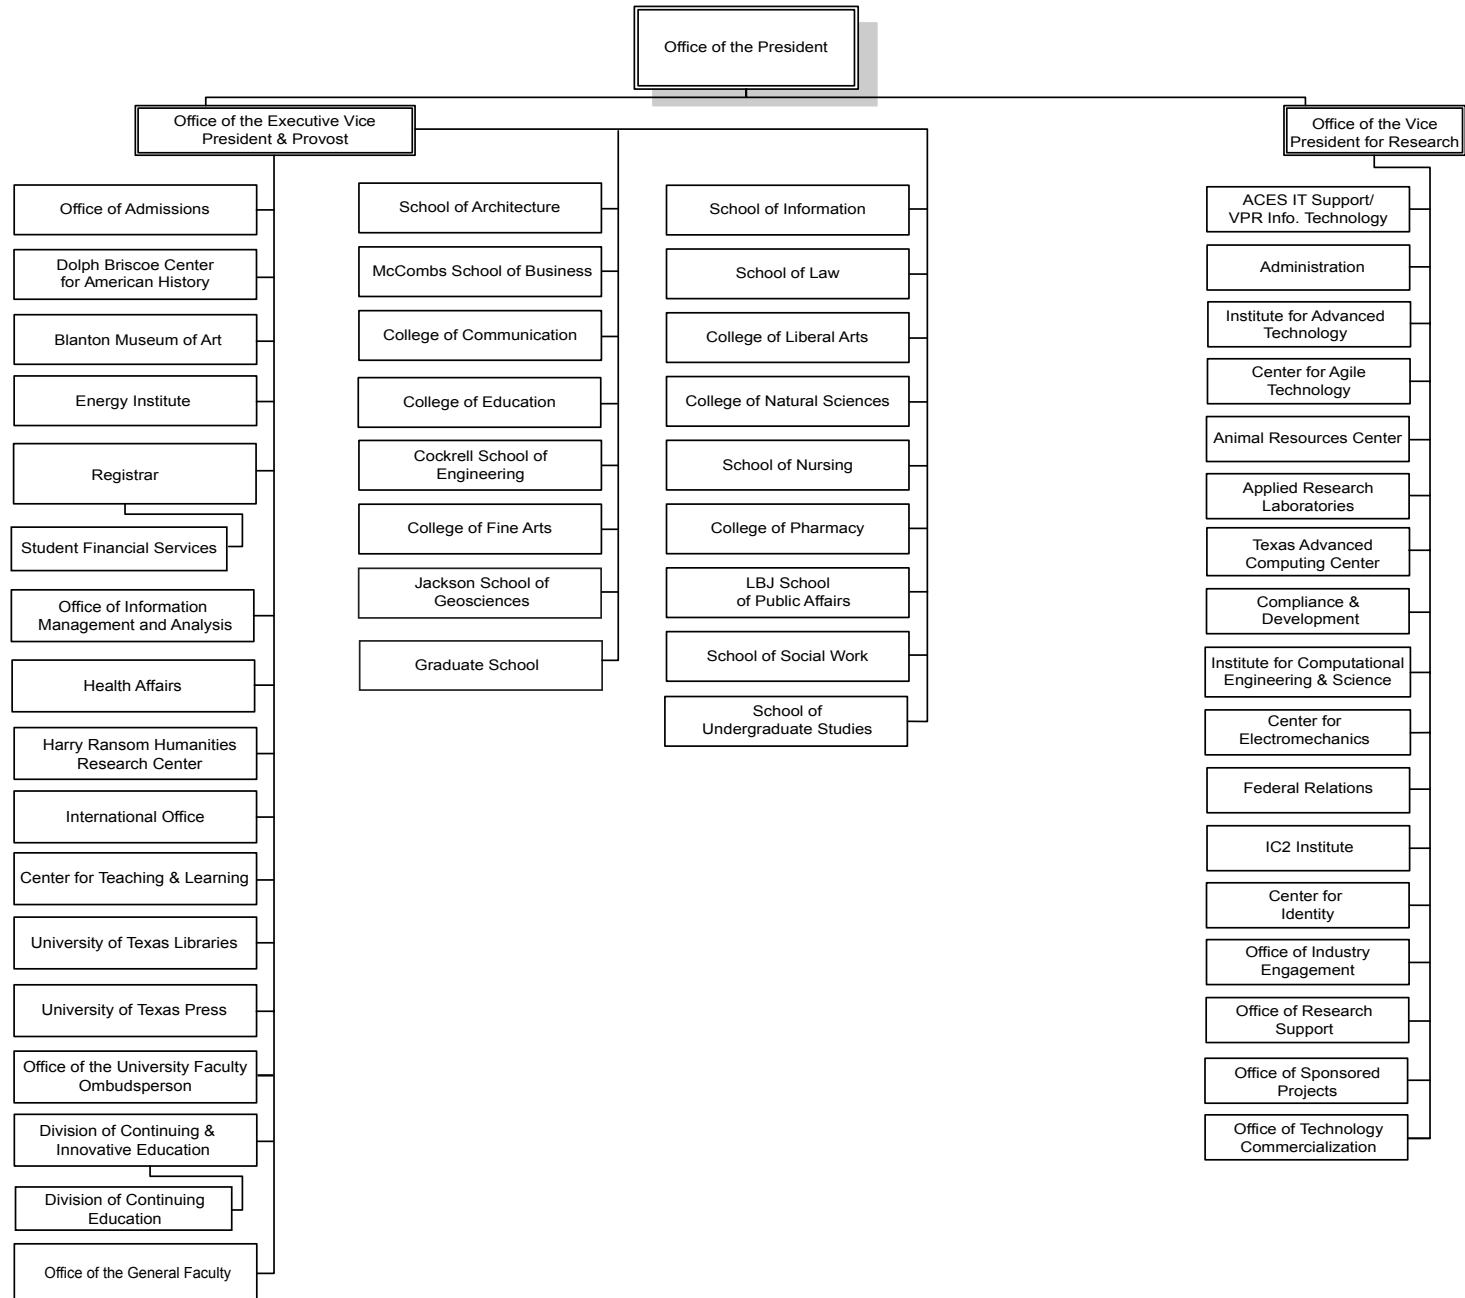 Office of the President
Office of the Executive Vice
President & Provost
Office of the Vice
President for Research
Office of Admissions
Dolph Briscoe Center
for American History
Blanton Museum of Art
Energy Institute
Registrar
Student Financial Services
Office of Information
Management and Analysis
Health Affairs
Harry Ransom Humanities
Research Center
International Office
Center for Teaching & Learning
University of Texas Libraries
University of Texas Press
Office of the University Faculty
Ombudsperson
Division of Continuing &
Innovative Education
Division of Continuing
Education
Office of the General Faculty
School of Architecture
McCombs School of Business
College of Communication
College of Education
Cockrell School of
Engineering
College of Fine Arts
Jackson School of
Geosciences
Graduate School
School of Information
School of Law
College of Liberal Arts
College of Natural Sciences
School of Nursing
College of Pharmacy
LBJ School
of Public Affairs
School of Social Work
School of
Undergraduate Studies
ACES IT Support/
VPR Info. Technology
Administration
Institute for Advanced
Technology
Center for Agile
Technology
Animal Resources Center
Applied Research
Laboratories
Texas Advanced
Computing Center
Compliance &
Development
Institute for Computational
Engineering & Science
Center for
Electromechanics
Federal Relations
IC2 Institute
Center for
Identity
Office of Industry
Engagement
Office of Research
Support
Office of Sponsored
Projects
Office of Technology
Commercialization